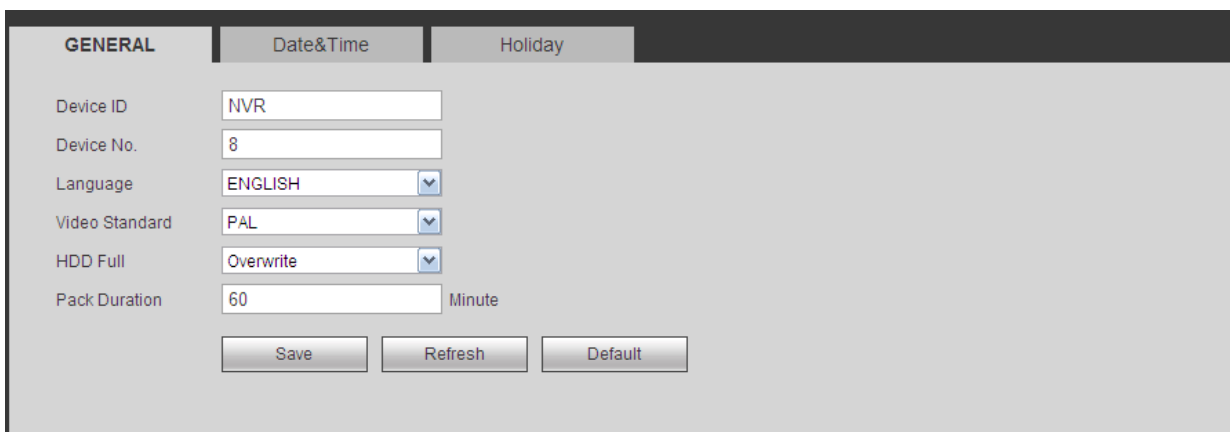 GENERAL Date&Time Holiday
Device ID NVR
Device No. 8
Language ENGLISH
Video Standard PAL
HDD Full Overwrite
Pack Duration 60 Minute
Save Refresh Default